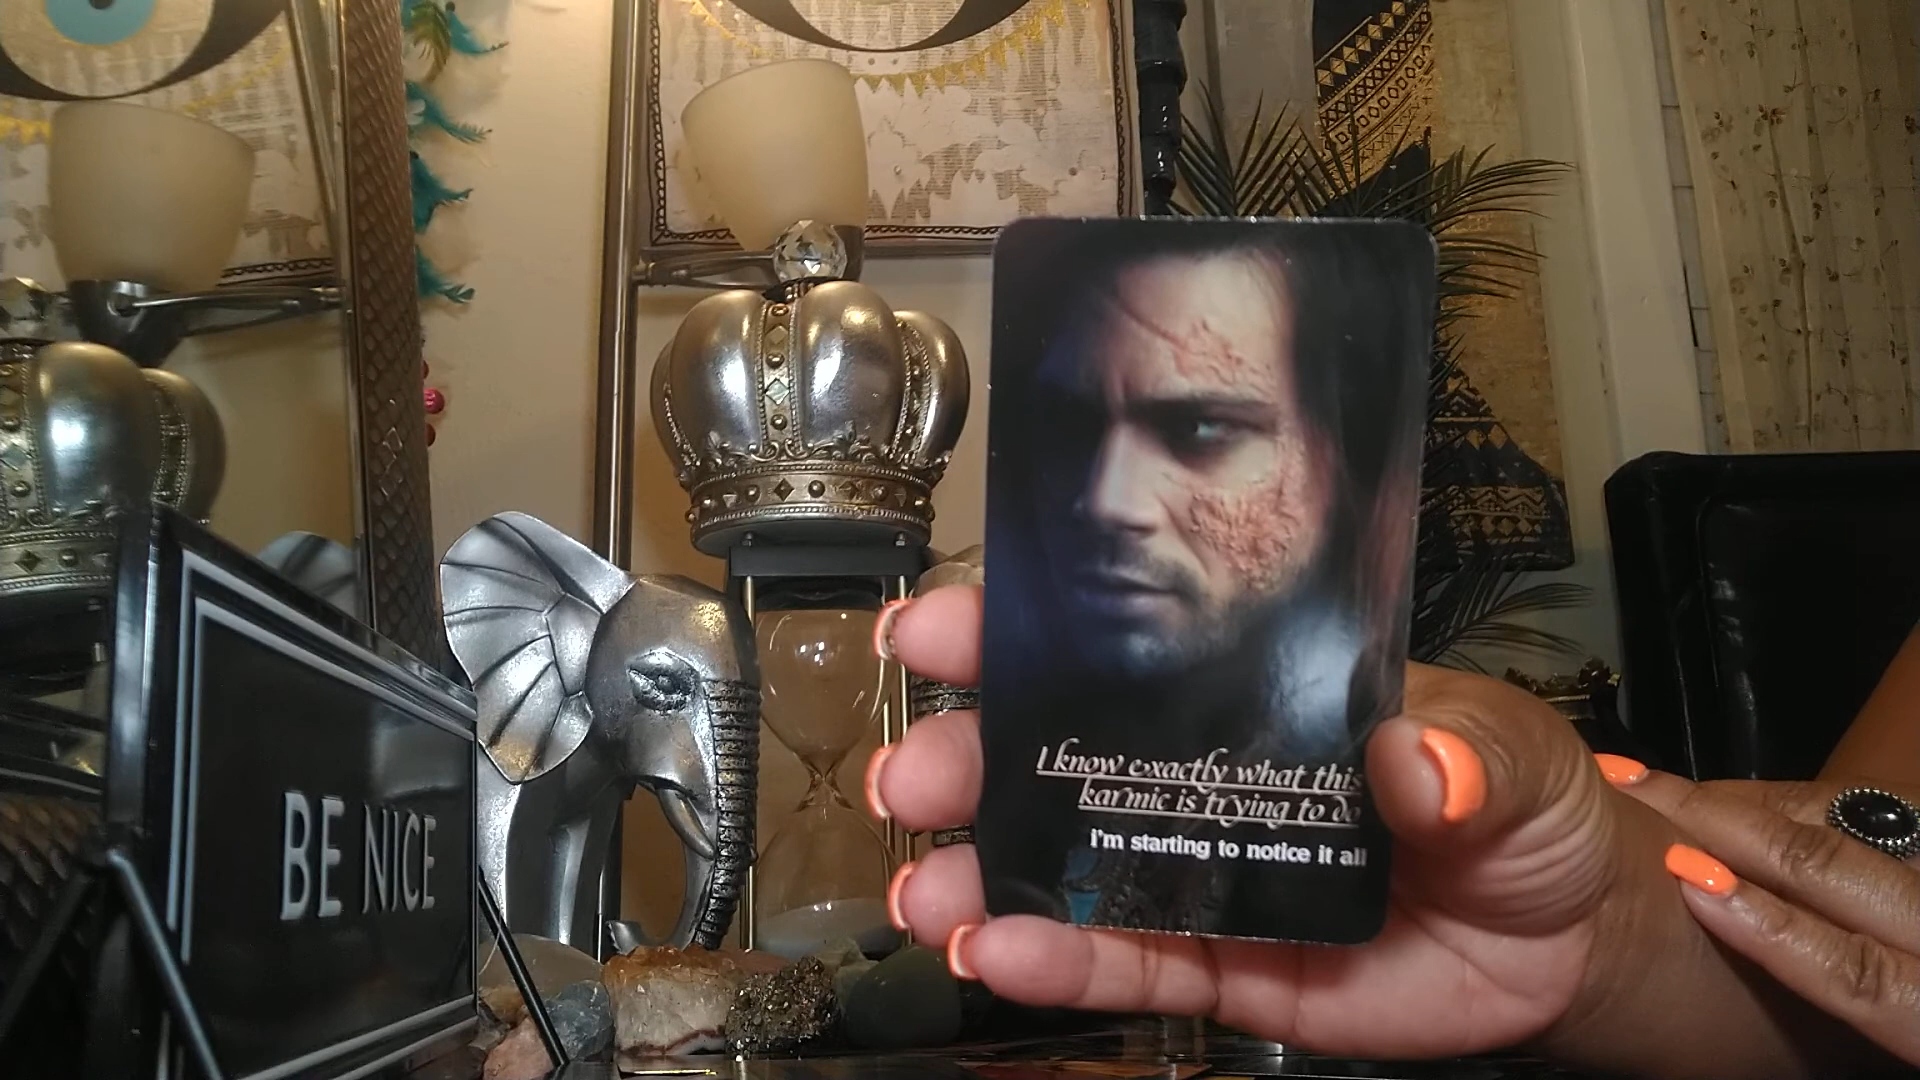 BE NICE
I know exactly what this
karmic is trying to do
i'm starting to notice it all